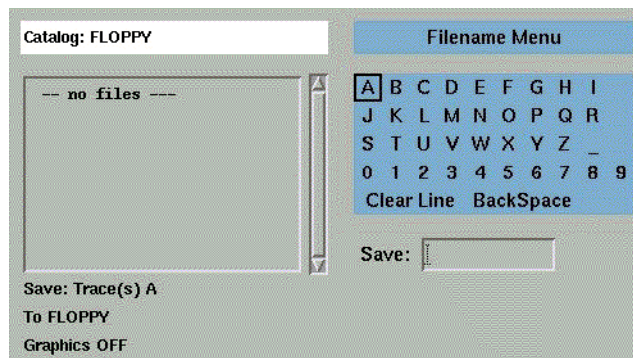 Catalog: FLOPPY
-- no files ---
Save: Trace(s) A
To FLOPPY
Graphics OFF
Filename Menu
A B C D E F G H I
J K L M N O P Q R
S T U V W X Y Z _
0 1 2 3 4 5 6 7 8 9
Clear Line BackSpace
Save: